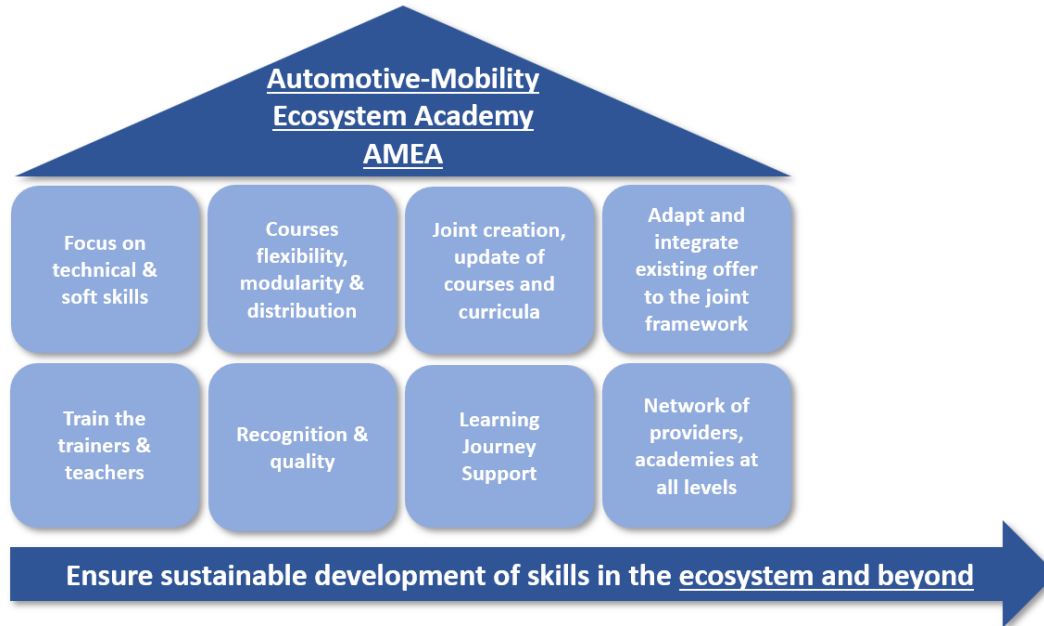 Automotive-Mobility
Ecosystem Academy
AMEA
Focus on
technical &
soft skills
Courses
flexibility,
modularity &
distribution
Joint creation,
update of
courses and
curricula
Adapt and
integrate
existing offer
to the joint
framework
Train the
trainers &
teachers
Recognition &
quality
Learning
Journey
Support
Network of
providers,
academies at
all levels
Ensure sustainable development of skills in the ecosystem and beyond